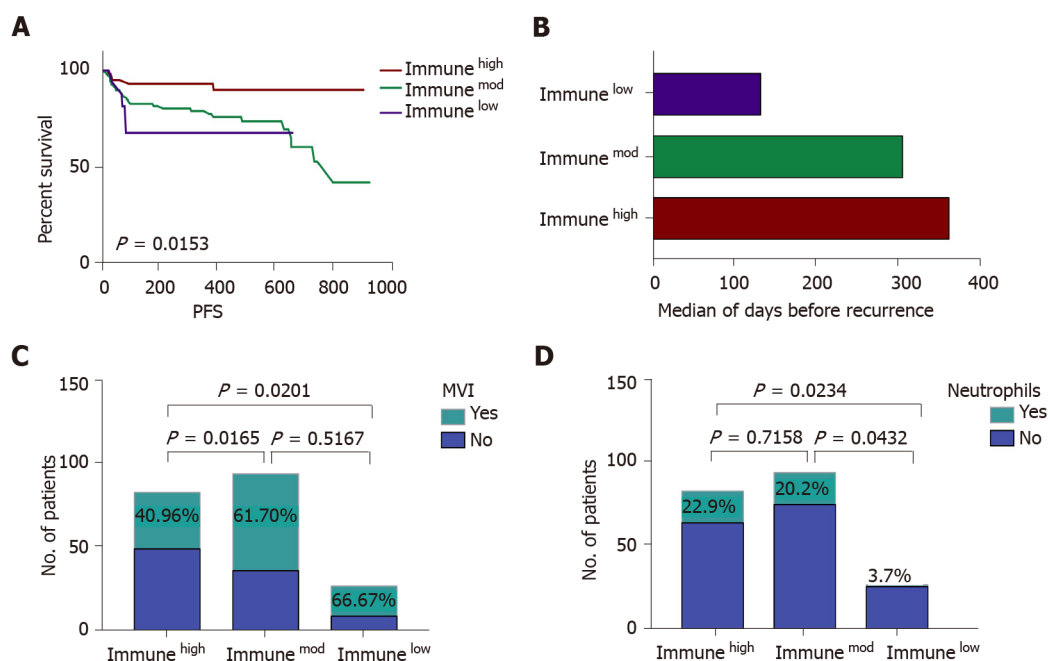 A
100
50
0
Percent survival
Immune high
Immune mod
Immune low
P = 0.0153
0 200 400 600 800 1000
PFS
B
Immune low
Immune mod
Immune high
0 100 200 300 400
Median of days before recurrence
C
150
100
50
0
No. of patients
MVI
Yes
No
P = 0.0201
P = 0.0165
P = 0.5167
40.96%
61.70%
66.67%
Immune high Immune mod Immune low
D
150
100
50
0
No. of patients
Neutrophils
Yes
No
P = 0.0234
P = 0.7158
P = 0.0432
22.9%
20.2%
3.7%
Immune high Immune mod Immune low